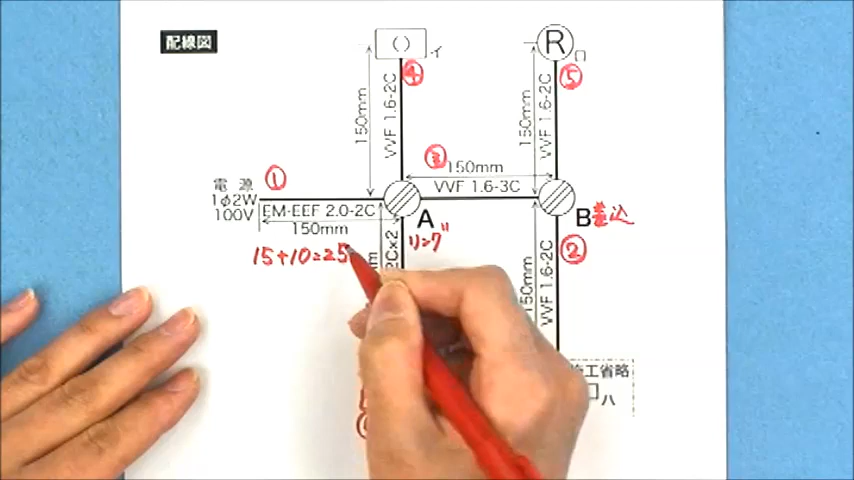 配線図
( ) イ
R ロ
④
⑤
150mm
VVF 1.6-2C
150mm
VVF 1.6-2C
③
150mm
VVF 1.6-3C
電源
1φ2W
100V
①
EM-EEF 2.0-2C
150mm
A
リング
B
差込
15+10=25
2C×2
②
150mm
VVF 1.6-2C
施工省略
ハ